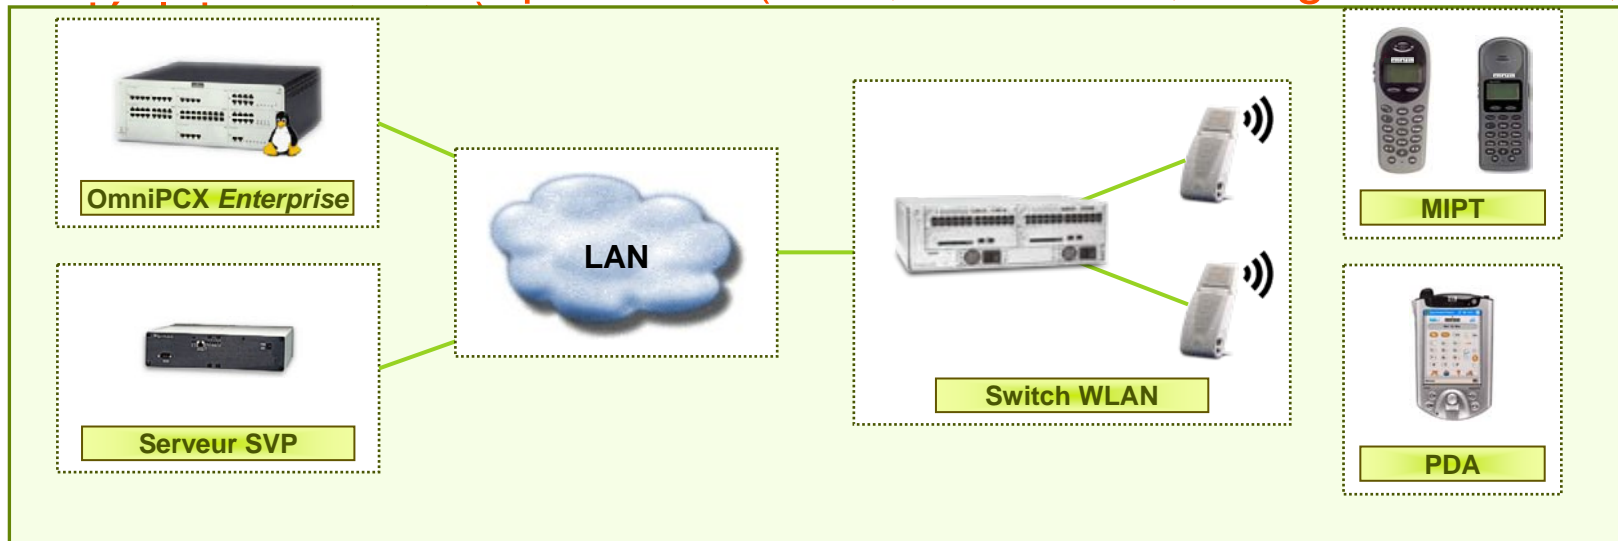 OmniPCX Enterprise
LAN
Serveur SVP
Switch WLAN
MIPT
PDA